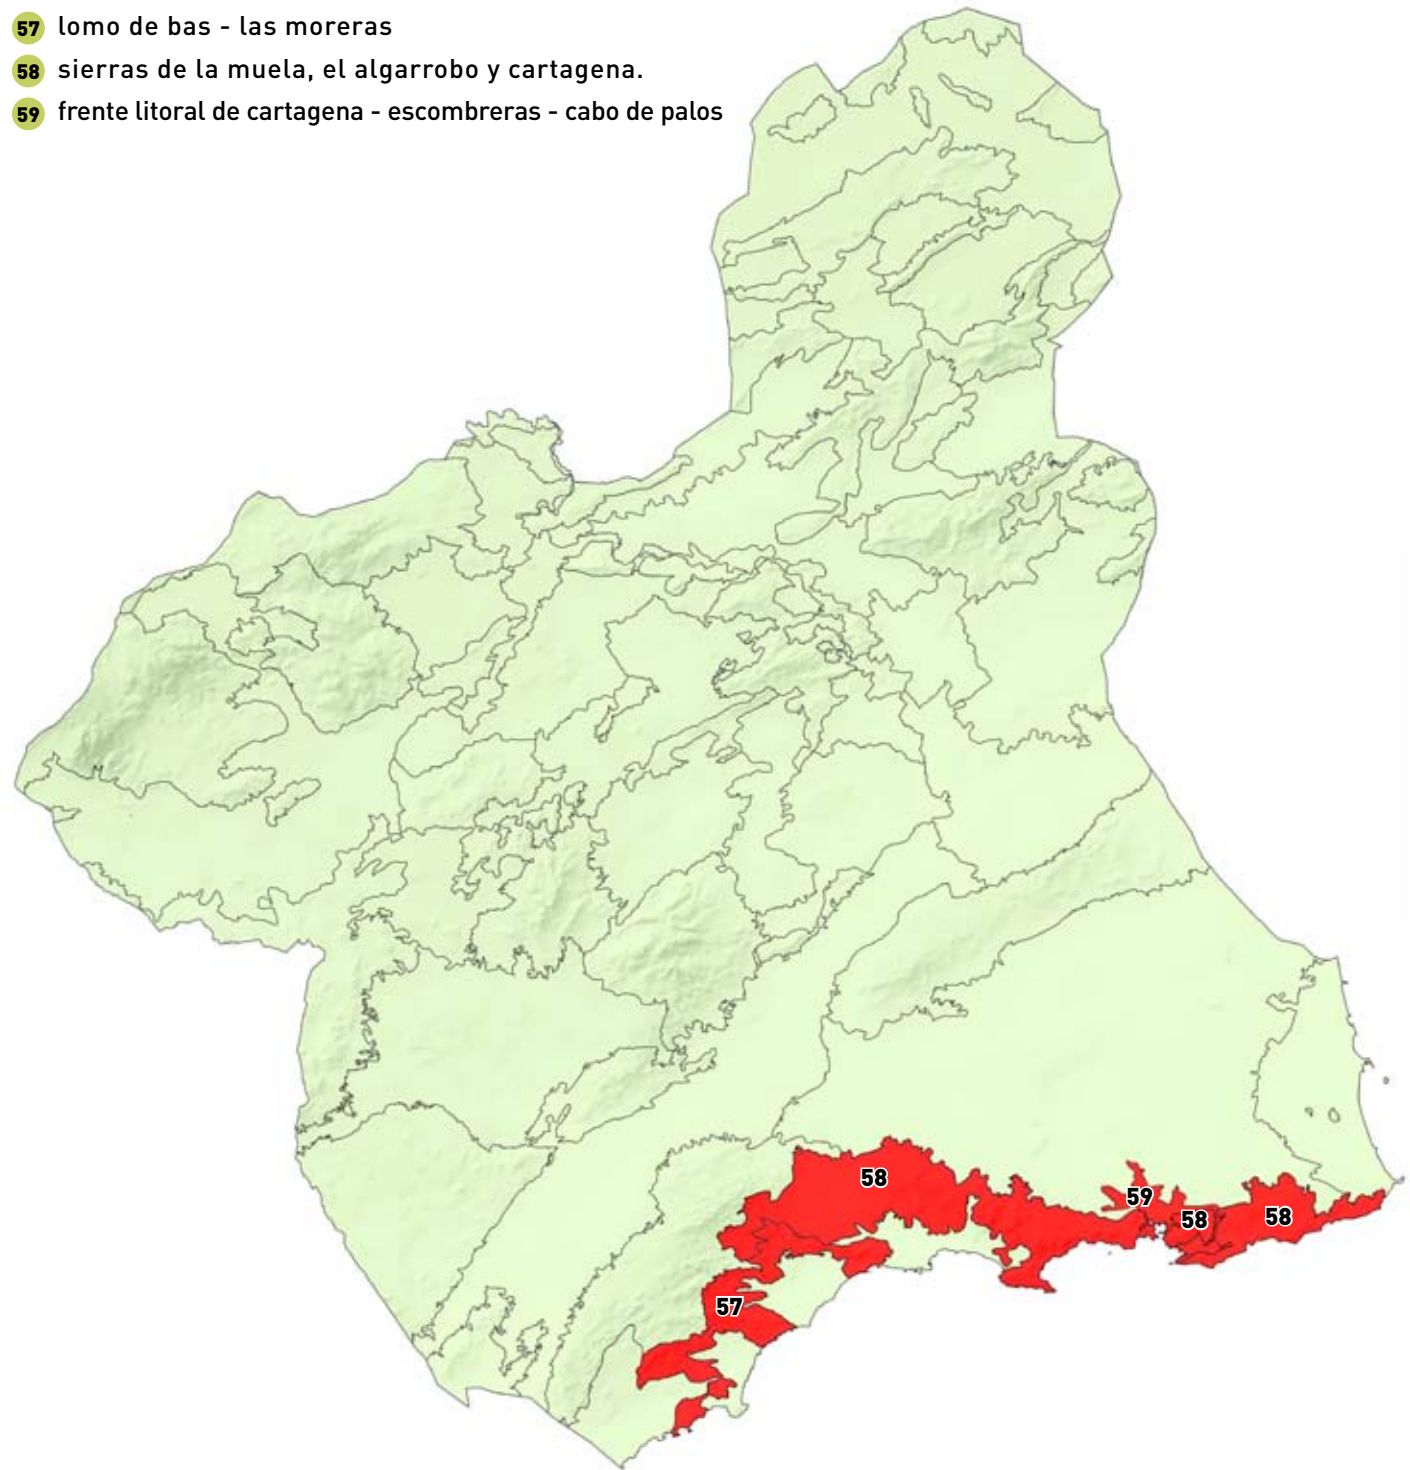 57 lomo de bas - las moreras
58 sierras de la muela, el algarrobo y cartagena.
59 frente litoral de cartagena - escombreras - cabo de palos
58
59
58
58
57